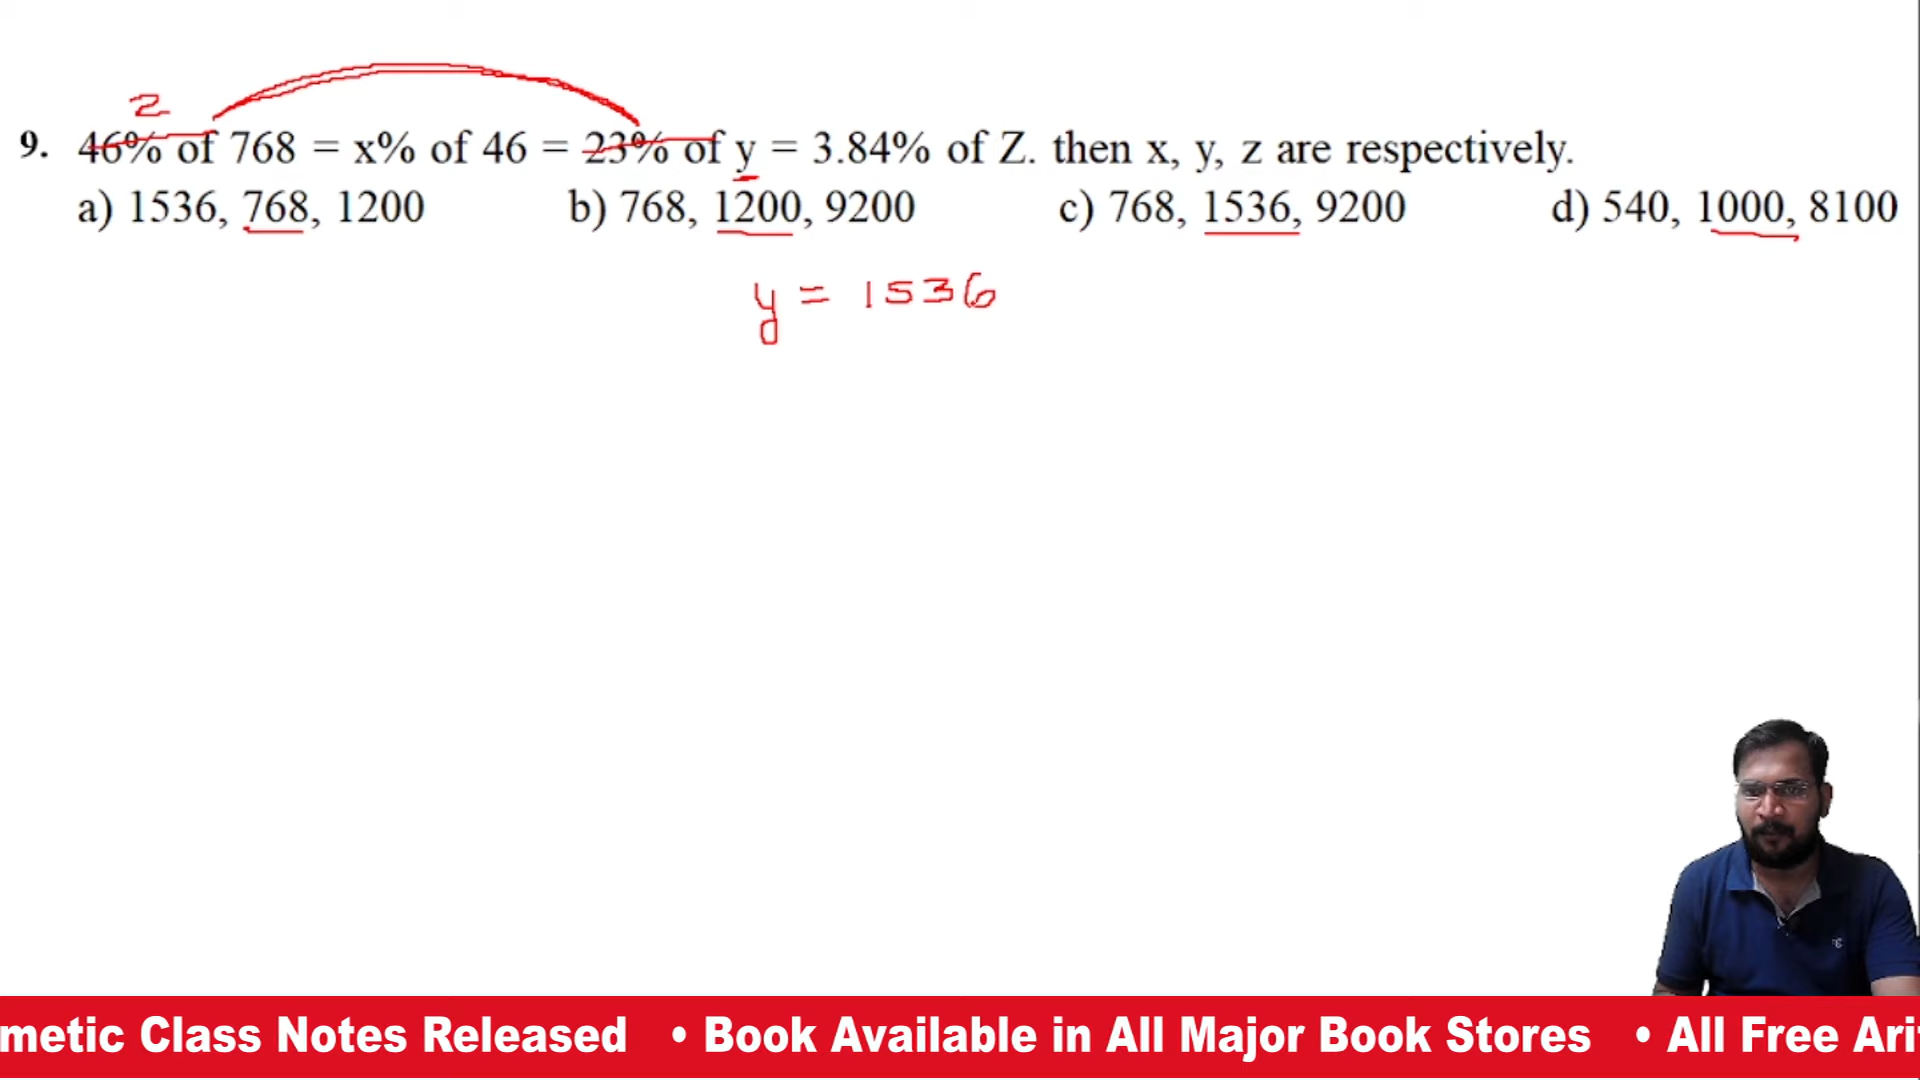 2
9. 46% of 768 = x% of 46 = 23% of y = 3.84% of Z. then x, y, z are respectively.
a) 1536, 768, 1200 b) 768, 1200, 9200 c) 768, 1536, 9200 d) 540, 1000, 8100
y = 1536
metic Class Notes Released • Book Available in All Major Book Stores • All Free Ari